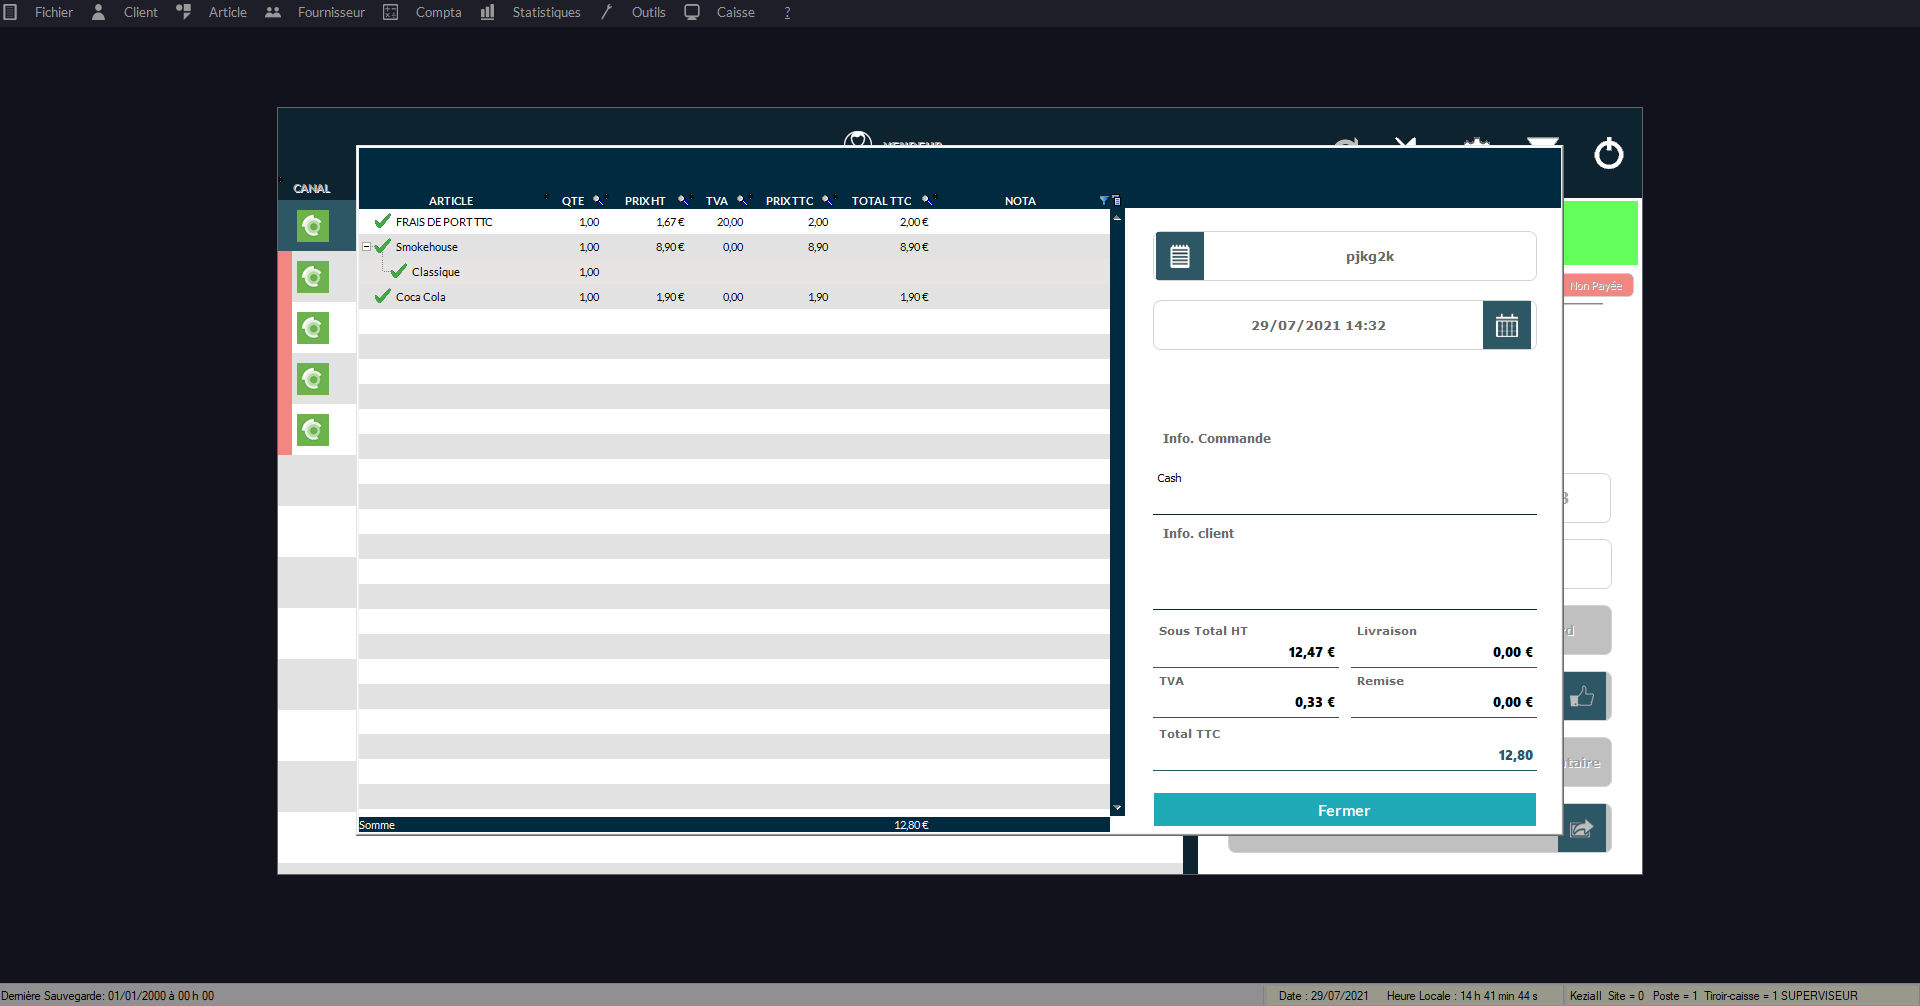 Fichier Client Article Fournisseur Compta Statistiques Outils Caisse ?
CANAL
ARTICLE QTE PRIX HT TVA PRIX TTC TOTAL TTC NOTA
FRAIS DE PORT TTC 1,00 1,67 € 20,00 2,00 2,00 €
Smokehouse 1,00 8,90 € 0,00 8,90 8,90 €
Classique 1,00
Coca Cola 1,00 1,90 € 0,00 1,90 1,90 €
Somme 12,80 €
pjkg2k
29/07/2021 14:32
Info. Commande
Cash
Info. client
Sous Total HT Livraison
12,47 € 0,00 €
TVA Remise
0,33 € 0,00 €
Total TTC
12,80
Fermer
Non Payée
Dernière Sauvegarde: 01/01/2000 à 00 h 00
Date : 29/07/2021 Heure Locale : 14 h 41 min 44 s KeziaII Site = 0 Poste = 1 Tiroir-caisse = 1 SUPERVISEUR